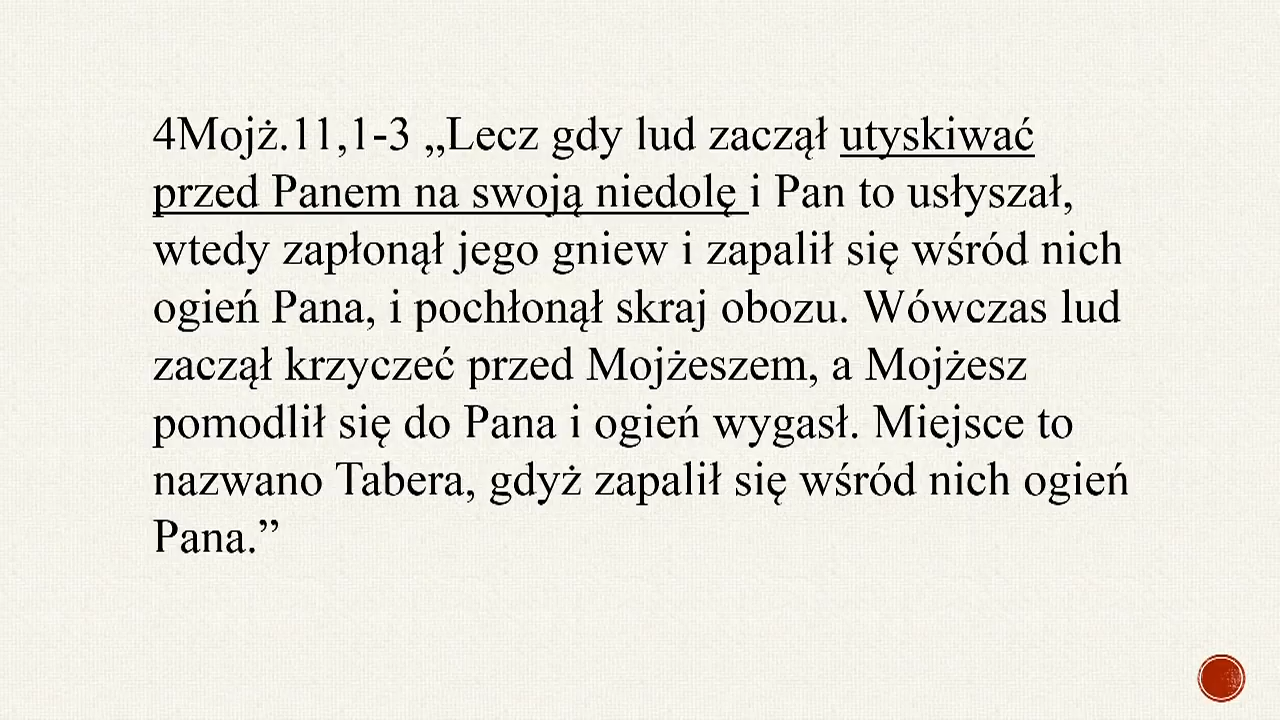 4Mojż.11,1-3 „Lecz gdy lud zaczął utyskiwać
przed Panem na swoją niedolę i Pan to usłyszał,
wtedy zapłonął jego gniew i zapalił się wśród nich
ogień Pana, i pochłonął skraj obozu. Wówczas lud
zaczął krzyczeć przed Mojżeszem, a Mojżesz
pomodlił się do Pana i ogień wygasł. Miejsce to
nazwano Tabera, gdyż zapalił się wśród nich ogień
Pana.”